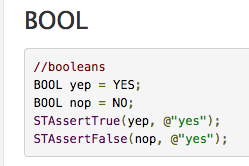 BOOL
//booleans
BOOL yep = YES;
BOOL nop = NO;
STAssertTrue(yep, @"yes");
STAssertFalse(nop, @"yes");